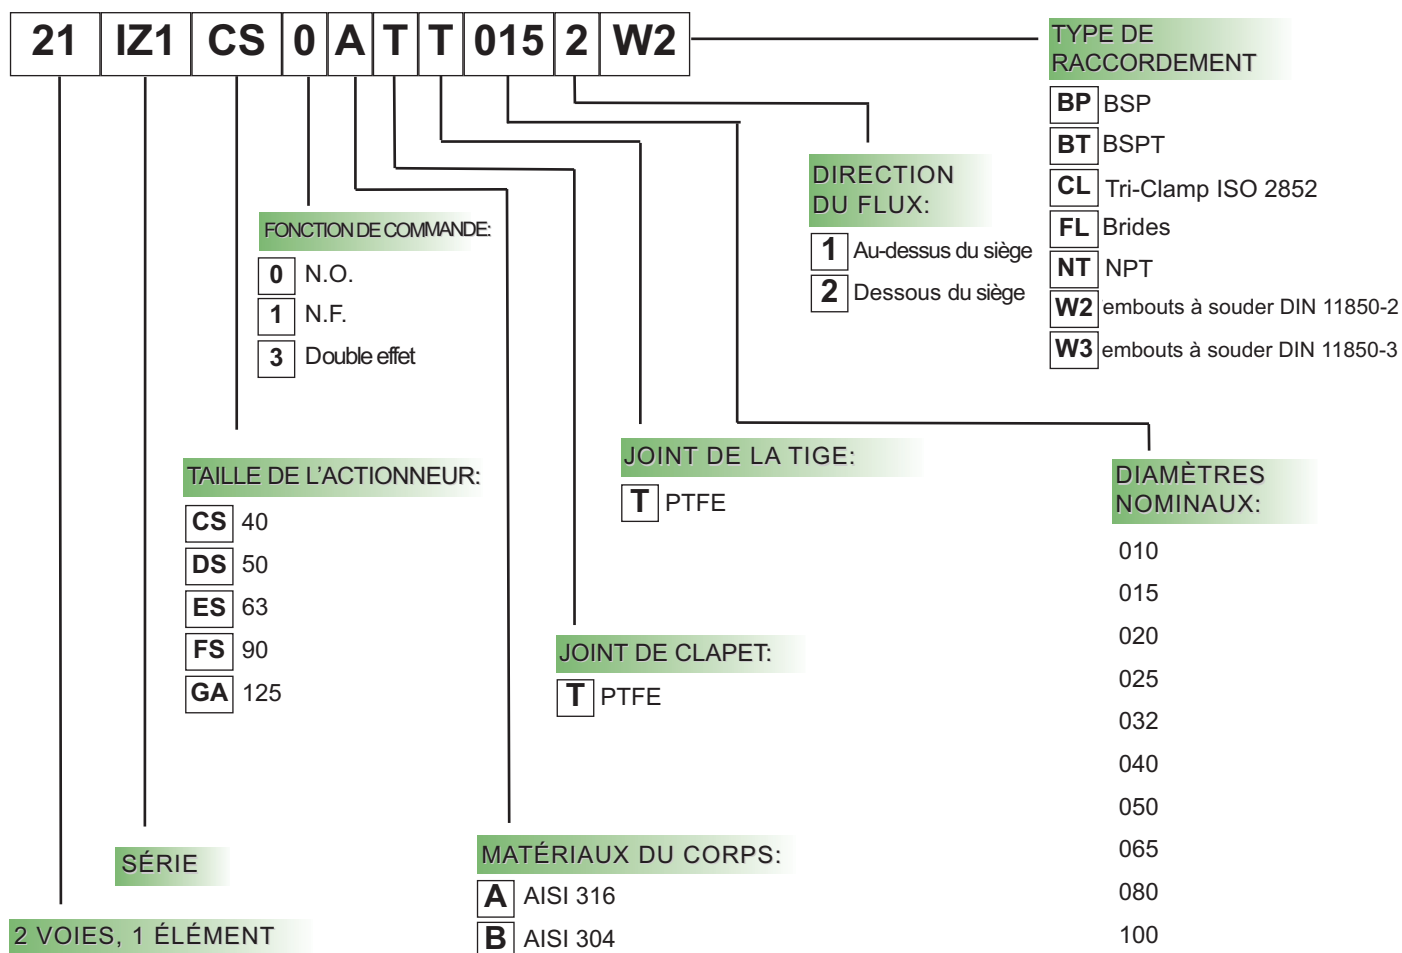 21 IZ1 CS 0 A T T 015 2 W2
TYPE DE
RACCORDEMENT
BP BSP
BT BSPT
CL Tri-Clamp ISO 2852
FL Brides
NT NPT
W2 embouts à souder DIN 11850-2
W3 embouts à souder DIN 11850-3
DIRECTION
DU FLUX:
1 Au-dessus du siège
2 Dessous du siège
FONCTION DE COMMANDE:
0 N.O.
1 N.F.
3 Double effet
TAILLE DE L'ACTIONNEUR:
CS 40
DS 50
ES 63
FS 90
GA 125
JOINT DE LA TIGE:
T PTFE
DIAMÈTRES
NOMINAUX:
010
015
020
025
032
040
050
065
080
100
JOINT DE CLAPET:
T PTFE
SÉRIE
MATÉRIAUX DU CORPS:
A AISI 316
B AISI 304
2 VOIES, 1 ÉLÉMENT